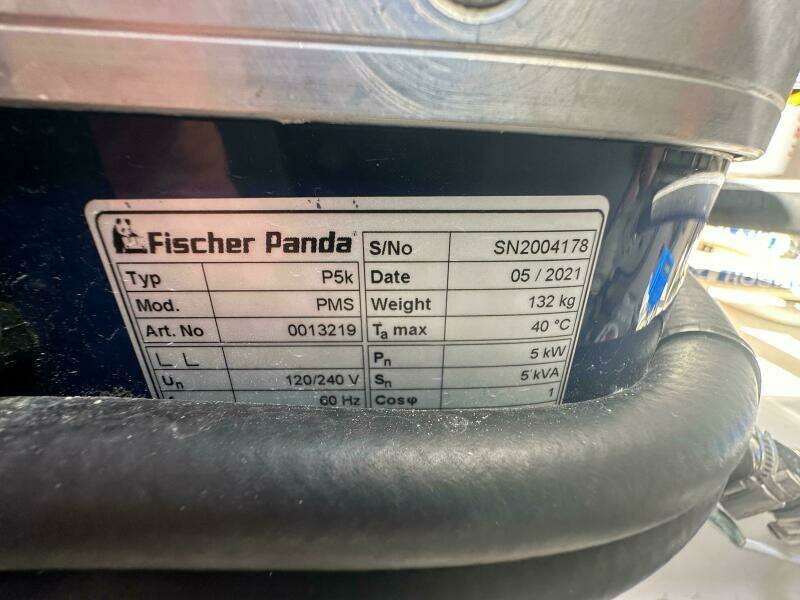 Fischer Panda
S/No SN2004178
Typ P5k Date 05 / 2021
Mod. PMS Weight 132 kg
Art. No 0013219 Ta max 40 °C
Pn 5 kW
Un 120/240 V Sn 5 kVA
60 Hz Cosφ 1